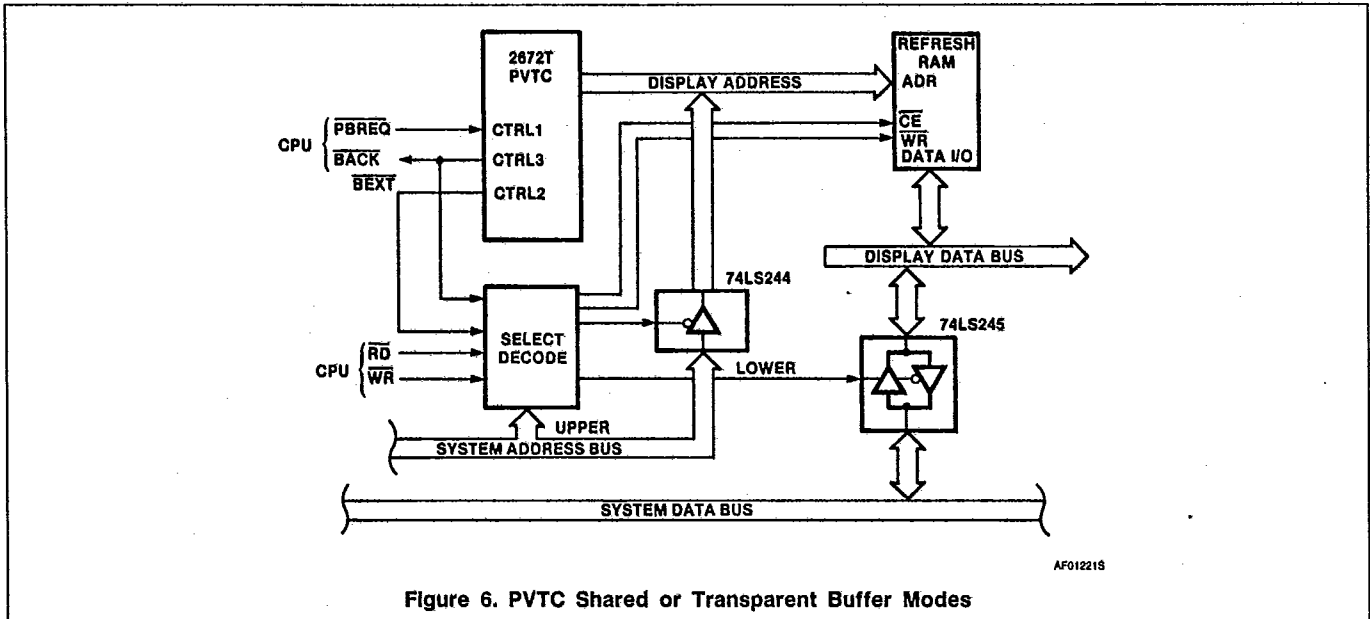 2672T
PVTC
REFRESH
RAM
ADR
DISPLAY ADDRESS
CPU
PBREQ
CTRL1
CE
WR
DATA I/O
BACK
CTRL3
BEXT
CTRL2
DISPLAY DATA BUS
74LS244
74LS245
SELECT
DECODE
CPU
RD
WR
LOWER
UPPER
SYSTEM ADDRESS BUS
SYSTEM DATA BUS
AF01221S
Figure 6. PVTC Shared or Transparent Buffer Modes